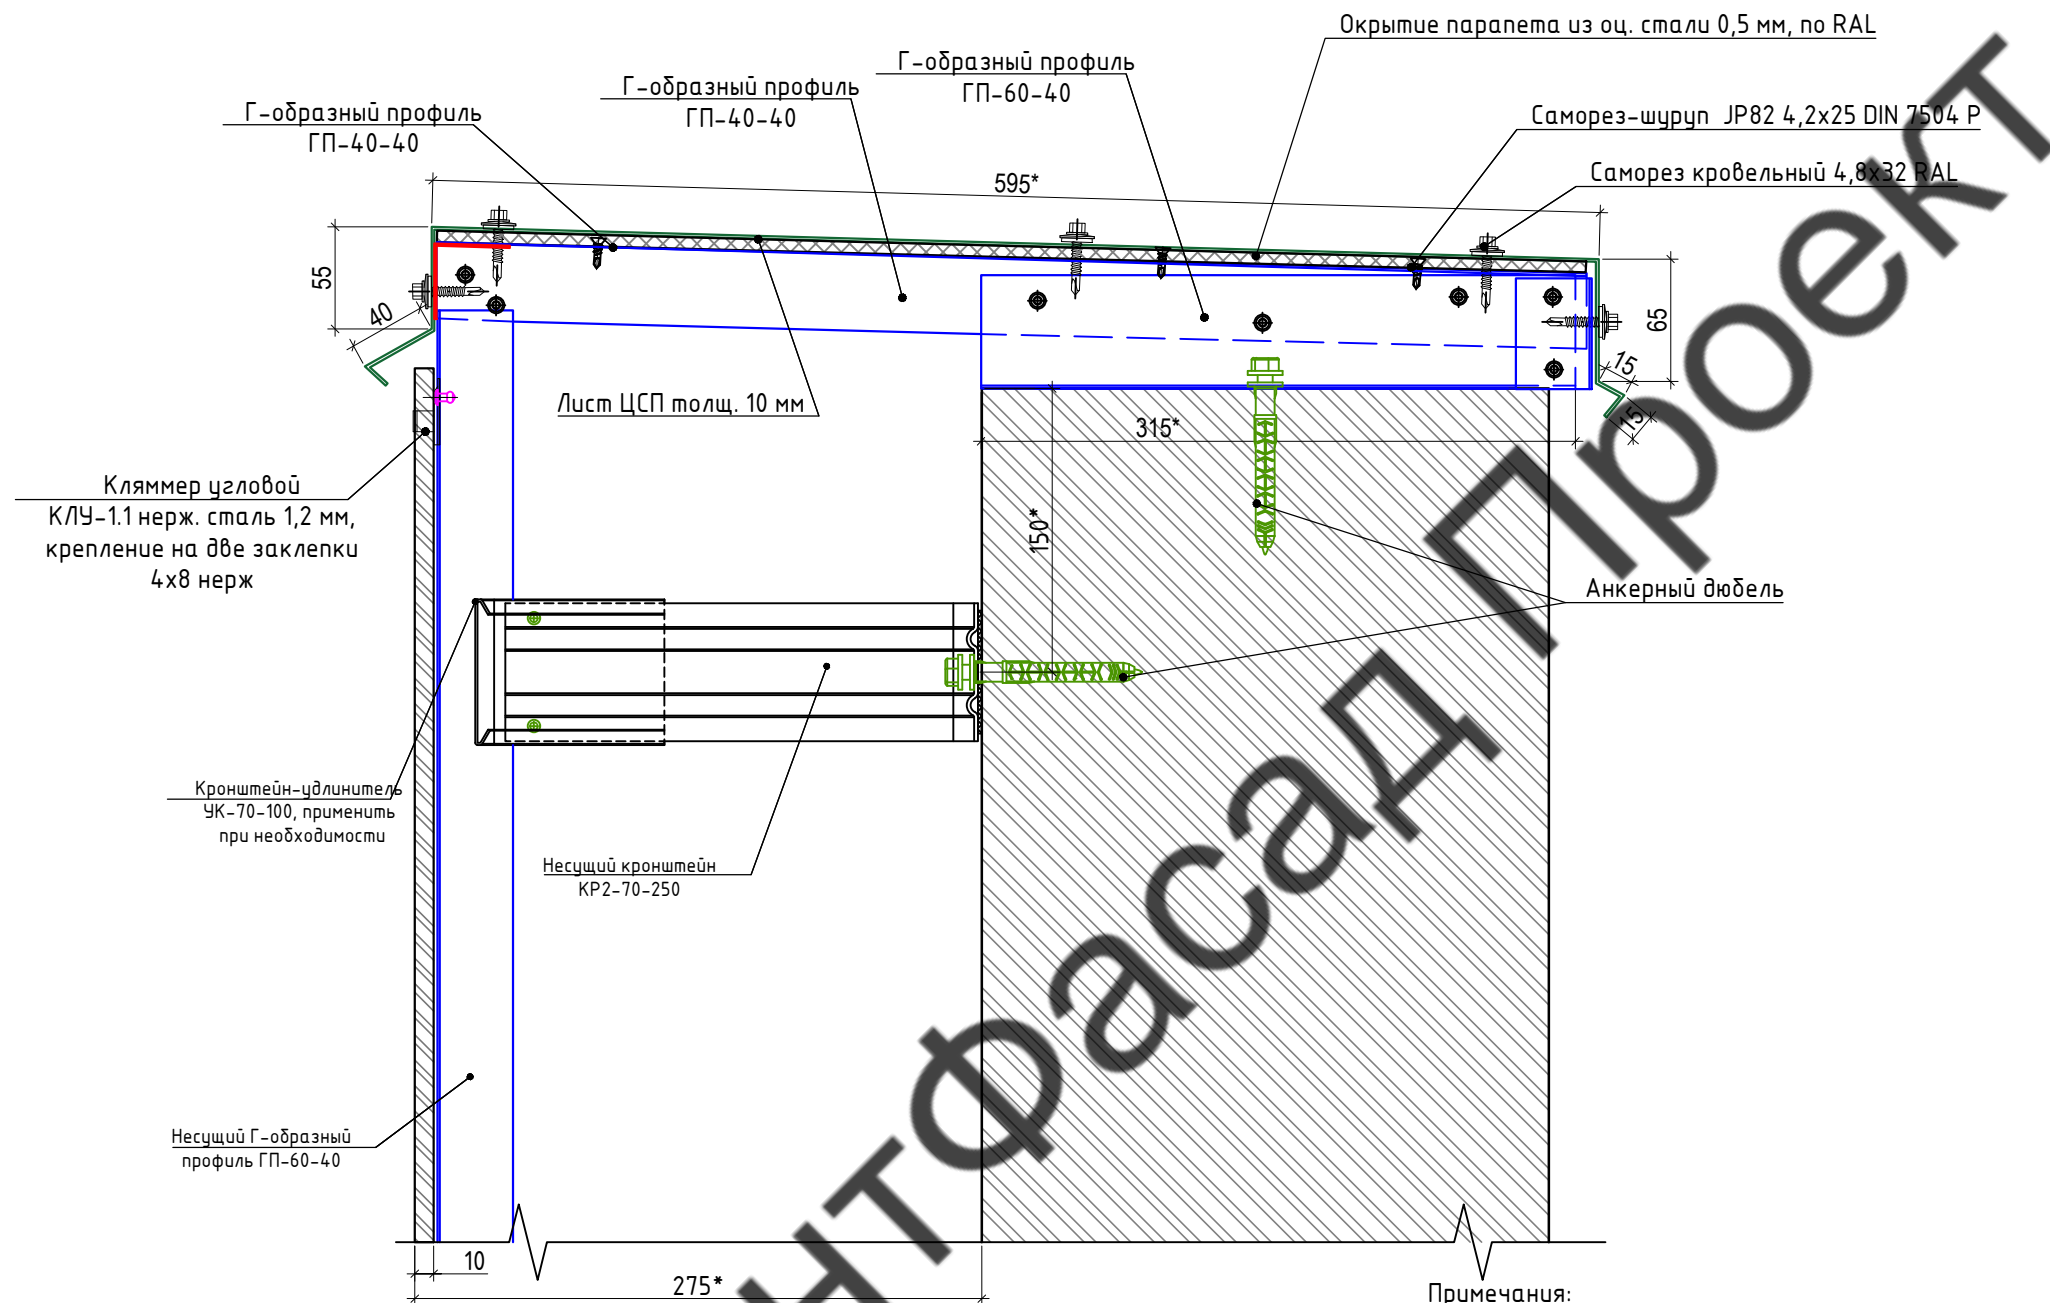 Окрытие парапета из оц. стали 0,5 мм, по RAL
Г-образный профиль
ГП-60-40
Г-образный профиль
ГП-40-40
Г-образный профиль
ГП-40-40
Саморез-шуруп JP82 4,2х25 DIN 7504 P
Саморез кровельный 4,8х32 RAL
595*
55
40
65
15
15
Лист ЦСП толщ. 10 мм
315*
150*
Кляммер угловой
КЛУ-1.1 нерж. сталь 1,2 мм,
крепление на две заклепки
4х8 нерж
Анкерный дюбель
Кронштейн-удлинитель
УК-70-100, применить
при необходимости
Несущий кронштейн
КР2-70-250
Несущий Г-образный
профиль ГП-60-40
10
275*
Примечания:
нтФасад Проект